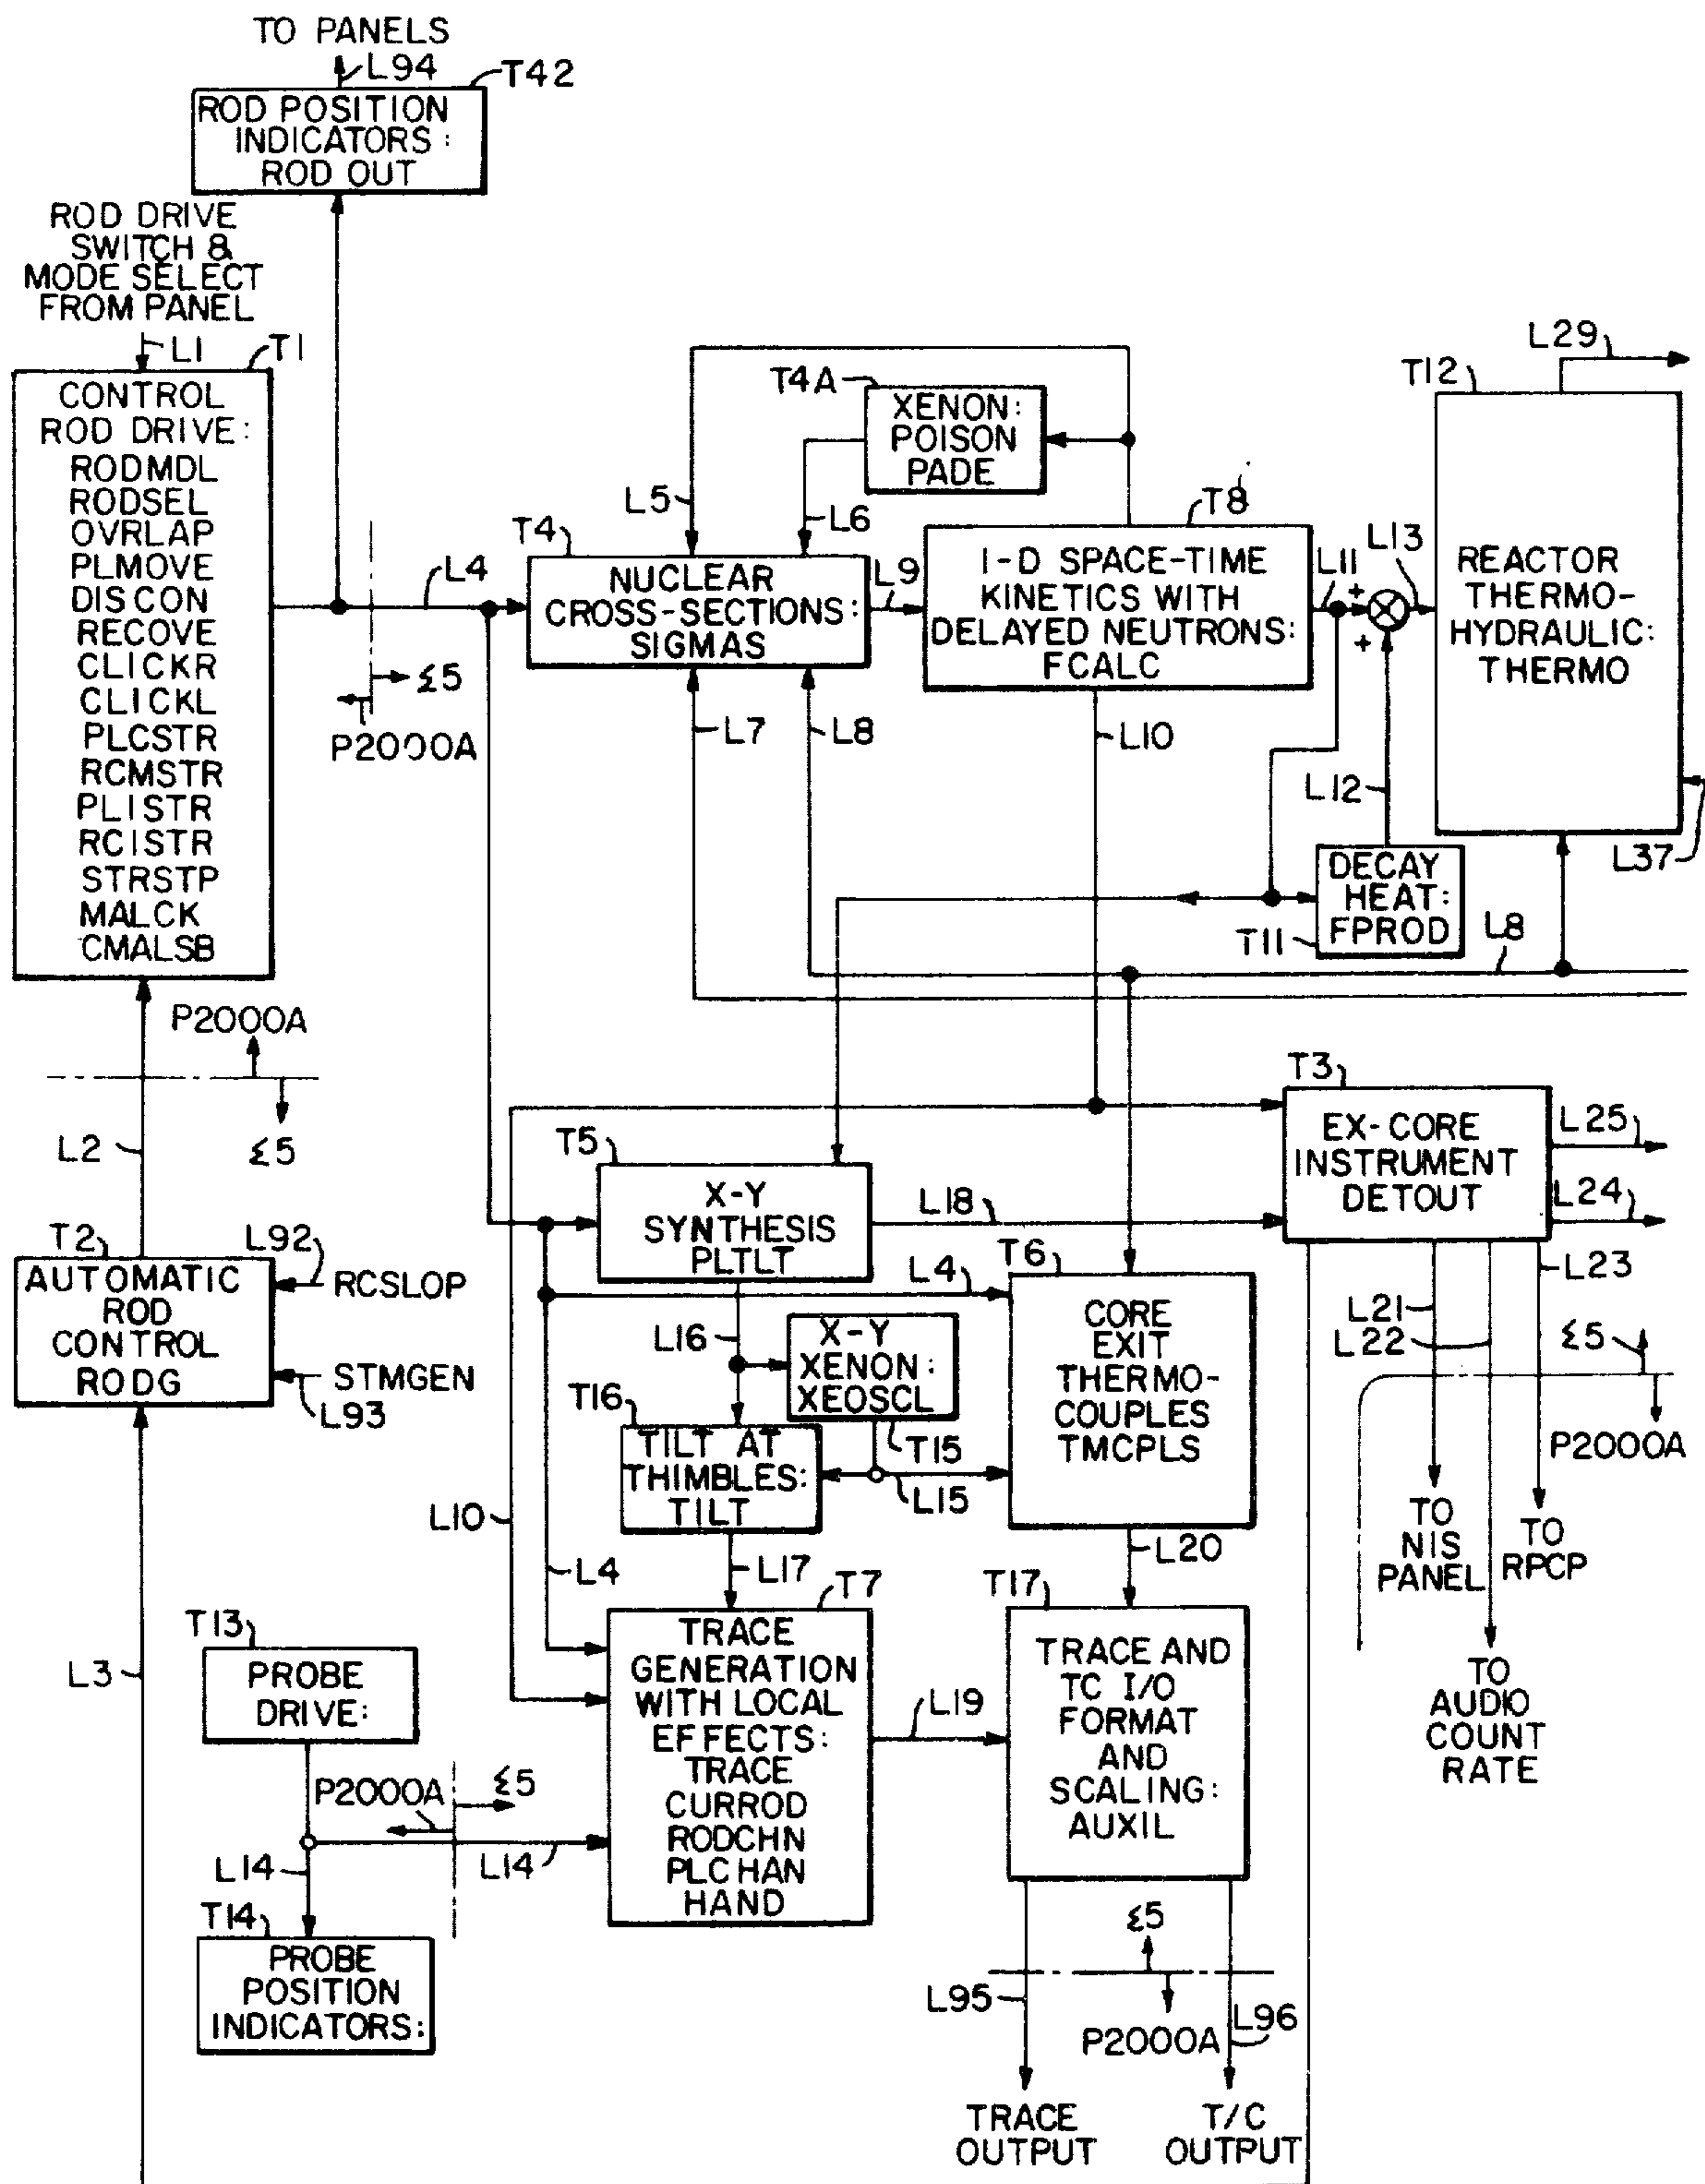 TO PANELS
L94
T42
ROD POSITION
INDICATORS:
ROD OUT
ROD DRIVE
SWITCH &
MODE SELECT
FROM PANEL
L1
T1
CONTROL
ROD DRIVE:
RODMDL
RODSEL
OVRLAP
PLMOVE
DISCON
RECOVE
CLICKR
CLICKL
PLCSTR
RCMSTR
PLISTR
RCISTR
STRSTP
MALCK
CMALSB
L4
Σ5
P2000A
T4A
XENON:
POISON
PADE
L5
L6
T4
NUCLEAR
CROSS-SECTIONS:
SIGMAS
L9
T8
1-D SPACE-TIME
KINETICS WITH
DELAYED NEUTRONS:
FCALC
L11
+
+
L13
L29
T12
REACTOR
THERMO-
HYDRAULIC:
THERMO
L37
L7
L8
L10
L12
DECAY
HEAT:
FPROD
T11
L8
P2000A
Σ5
L2
T2
L92
RCSLOP
AUTOMATIC
ROD
CONTROL
RODG
STMGEN
L93
T5
X-Y
SYNTHESIS
PLTLT
L18
T3
EX-CORE
INSTRUMENT
DETOUT
L25
L24
L23
L21
L22
Σ5
P2000A
TO
NIS
PANEL
TO
RPCP
TO
AUDIO
COUNT
RATE
T6
L4
CORE
EXIT
THERMO-
COUPLES
TMCPLS
L16
X-Y
XENON:
XEOSCL
T15
T16
TILT AT
THIMBLES:
TILT
L15
L10
L4
L17
L20
T7
TRACE
GENERATION
WITH LOCAL
EFFECTS:
TRACE
CURROD
RODCHN
PLCHAN
HAND
L19
T17
TRACE AND
TC I/O
FORMAT
AND
SCALING:
AUXIL
L3
T13
PROBE
DRIVE:
P2000A
Σ5
L14
L14
T14
PROBE
POSITION
INDICATORS:
Σ5
P2000A
L95
L96
TRACE
OUTPUT
T/C
OUTPUT